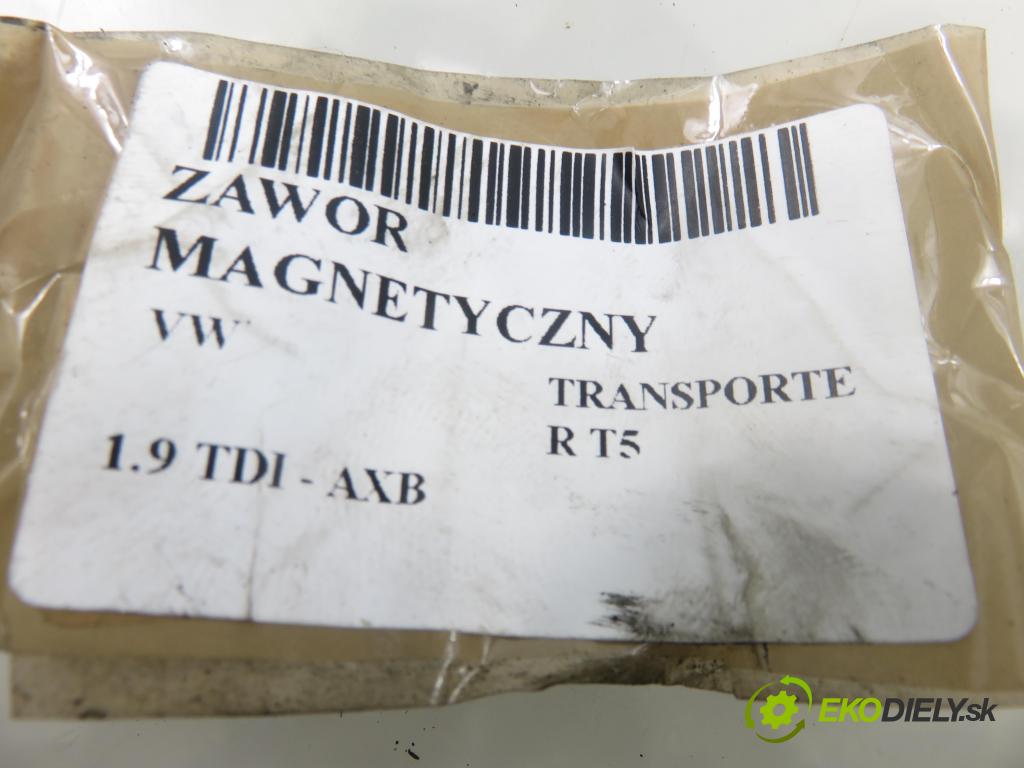 ZAWOR
MAGNETYCZNY
VW
TRANSPORTE
R T5
1.9 TDI - AXB
EKODIELY.sk